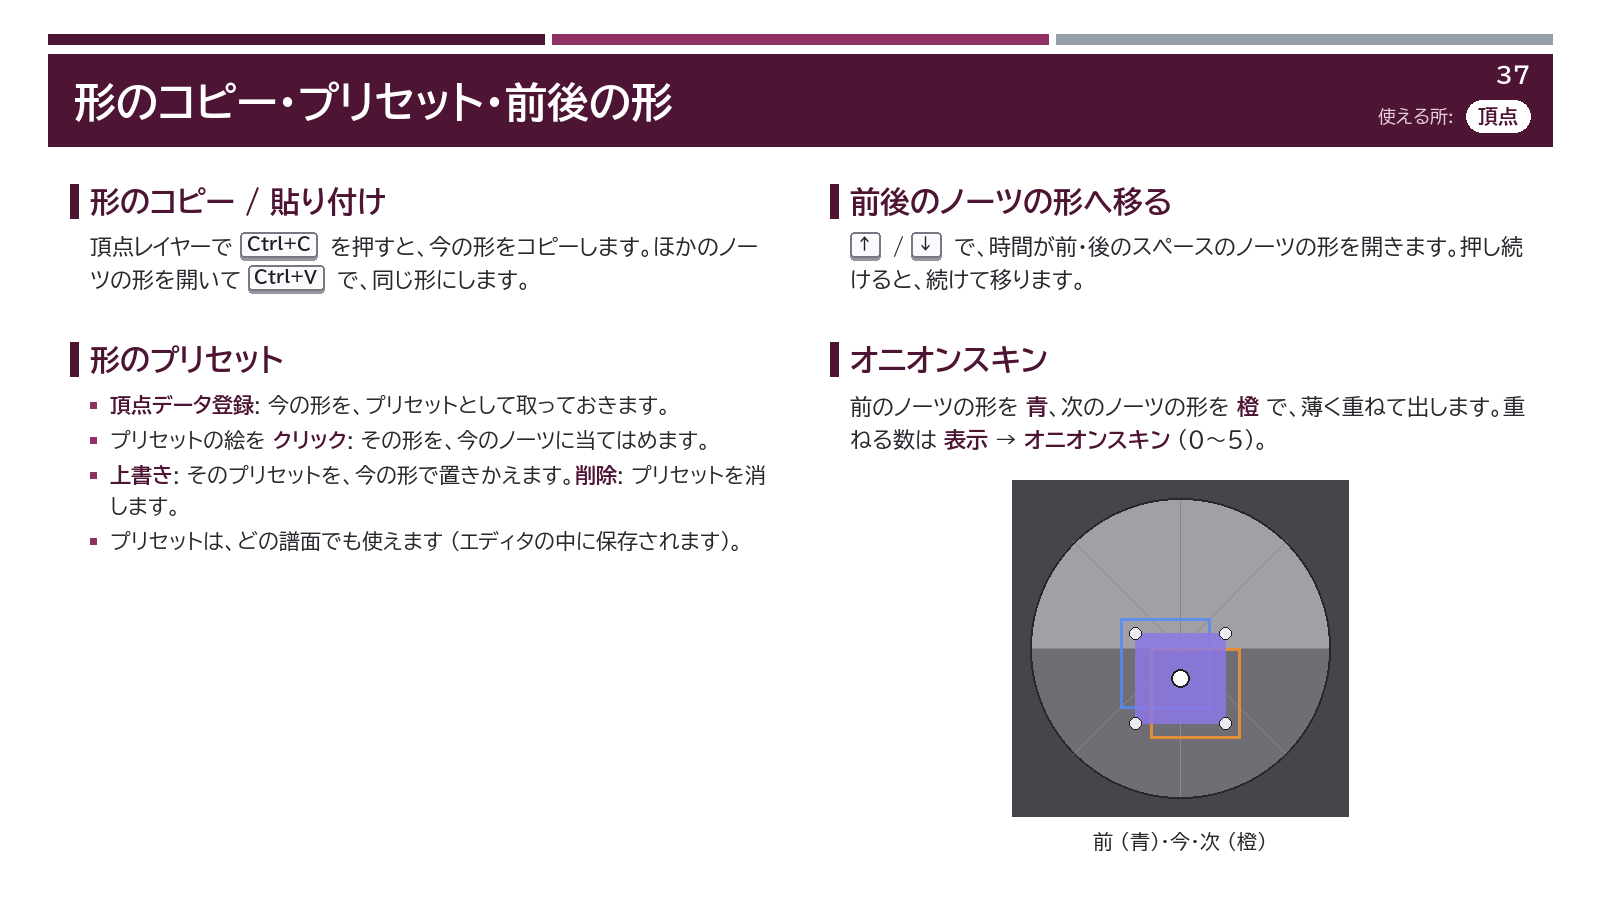 形のコピー・プリセット・前後の形
37
使える所: 頂点
形のコピー / 貼り付け
頂点レイヤーで Ctrl+C を押すと、今の形をコピーします。ほかのノー
ツの形を開いて Ctrl+V で、同じ形にします。
形のプリセット
頂点データ登録: 今の形を、プリセットとして取っておきます。
プリセットの絵を クリック: その形を、今のノーツに当てはめます。
上書き: そのプリセットを、今の形で置きかえます。削除: プリセットを消
します。
プリセットは、どの譜面でも使えます (エディタの中に保存されます)。
前後のノーツの形へ移る
↑ / ↓ で、時間が前・後のスペースのノーツの形を開きます。押し続
けると、続けて移ります。
オニオンスキン
前のノーツの形を 青、次のノーツの形を 橙 で、薄く重ねて出します。重
ねる数は 表示 → オニオンスキン (0〜5)。
前 (青)・今・次 (橙)